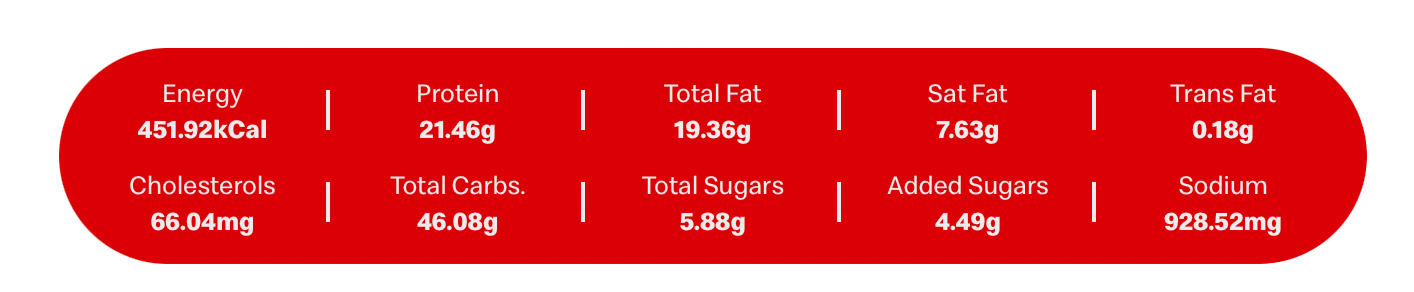 Energy Protein Total Fat Sat Fat Trans Fat
451.92kCal 21.46g 19.36g 7.63g 0.18g
Cholesterols Total Carbs. Total Sugars Added Sugars Sodium
66.04mg 46.08g 5.88g 4.49g 928.52mg